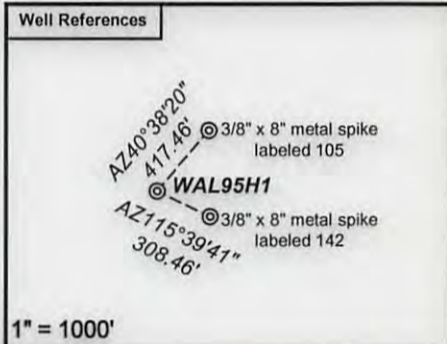 Well References
AZ40°38'20"
417.46'
3/8" x 8" metal spike
labeled 105
WAL95H1
AZ115°39'41"
308.46'
3/8" x 8" metal spike
labeled 142
1" = 1000'